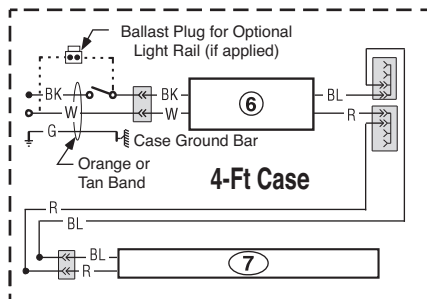 Ballast Plug for Optional
Light Rail (if applied)
BK
BK
6
BL
W
W
R
G
Case Ground Bar
Orange or
Tan Band
4-Ft Case
R
BL
BL
R
7